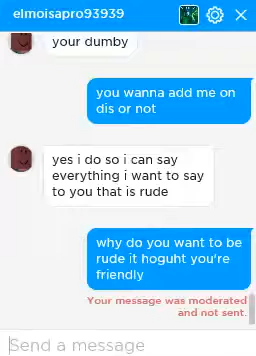 elmoisapro93939
your dumby
you wanna add me on
dis or not
yes i do so i can say
everything i want to say
to you that is rude
why do you want to be
rude it hoguht you're
friendly
Your message was moderated
and not sent.
Send a message